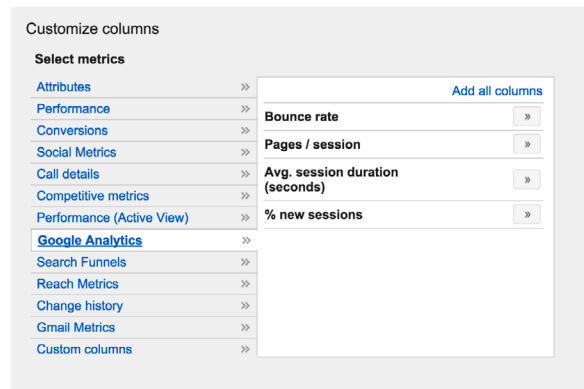 Customize columns
Select metrics
Attributes »
Performance »
Conversions »
Social Metrics »
Call details »
Competitive metrics »
Performance (Active View) »
Google Analytics »
Search Funnels »
Reach Metrics »
Change history »
Gmail Metrics »
Custom columns »
Add all columns
Bounce rate »
Pages / session »
Avg. session duration
(seconds) »
% new sessions »